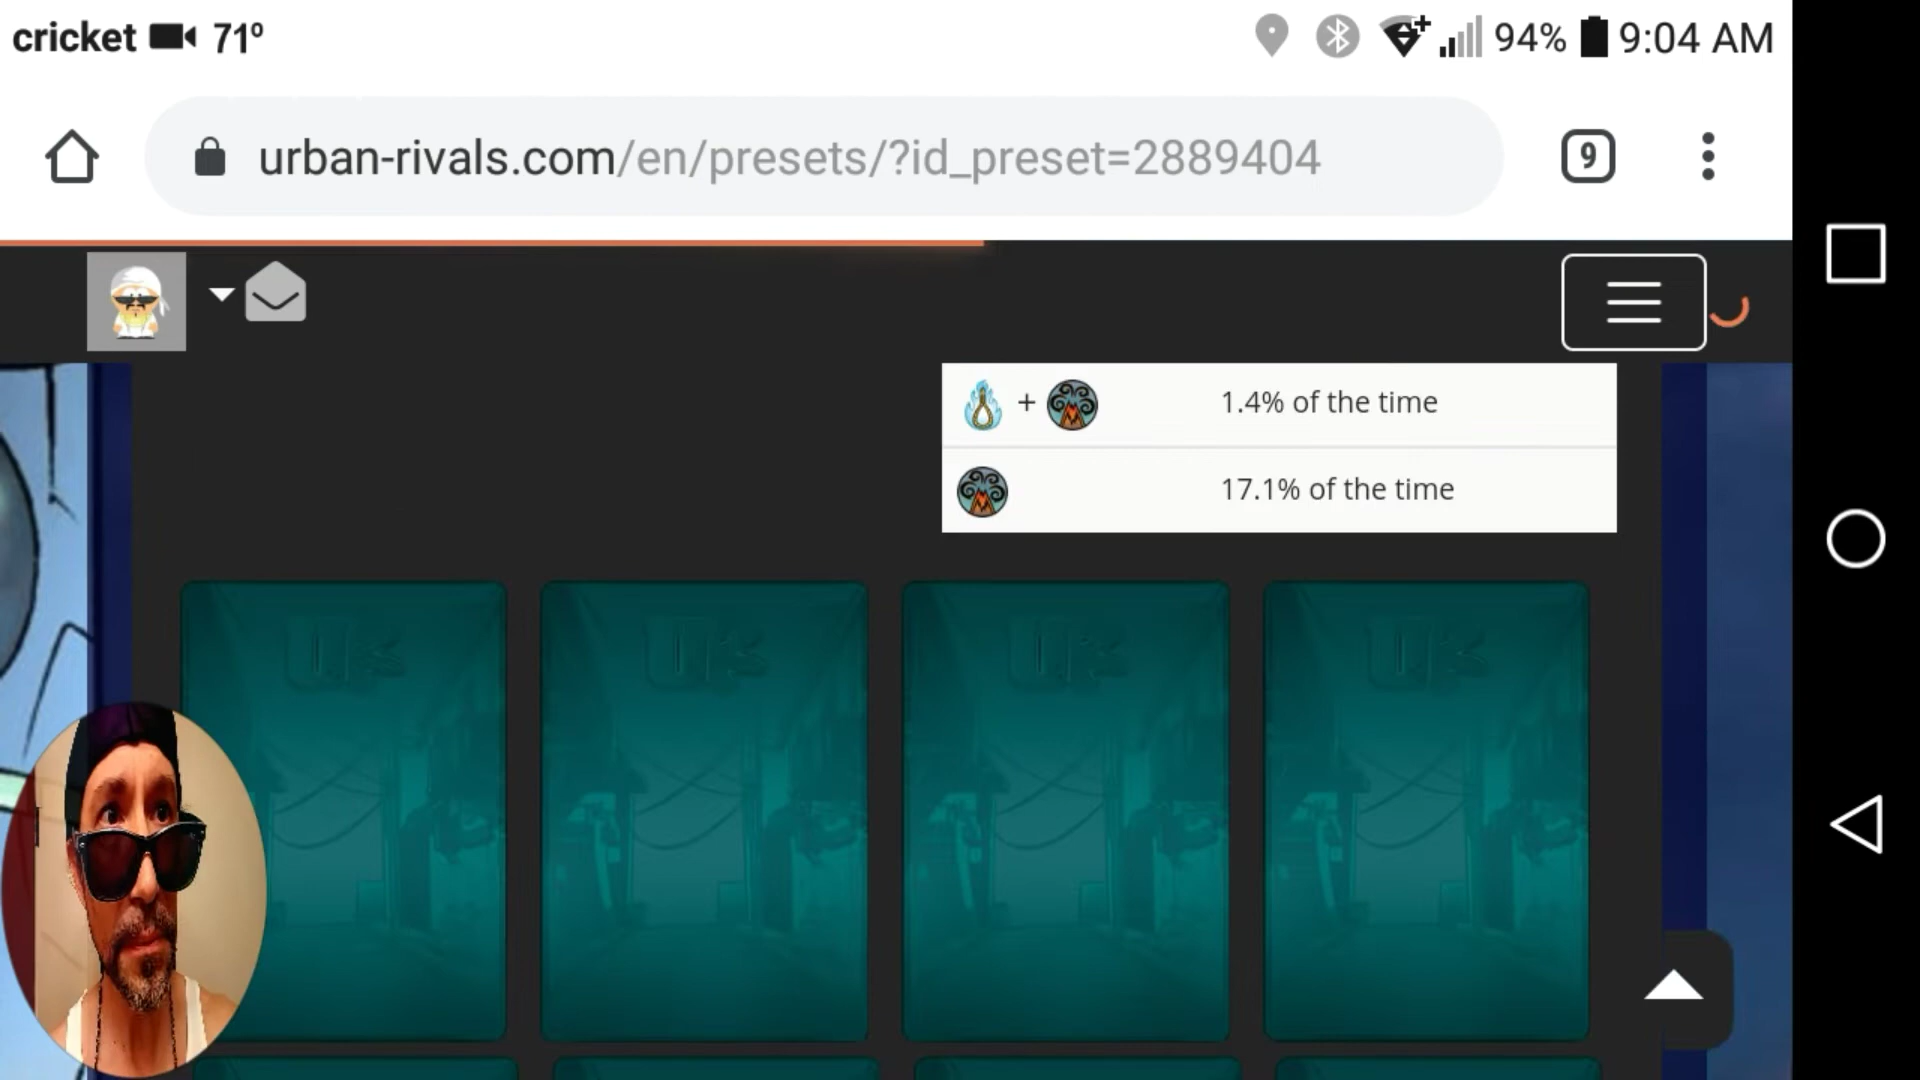 cricket 71° 94% 9:04 AM
urban-rivals.com/en/presets/?id_preset=2889404 9
+ 1.4% of the time
17.1% of the time